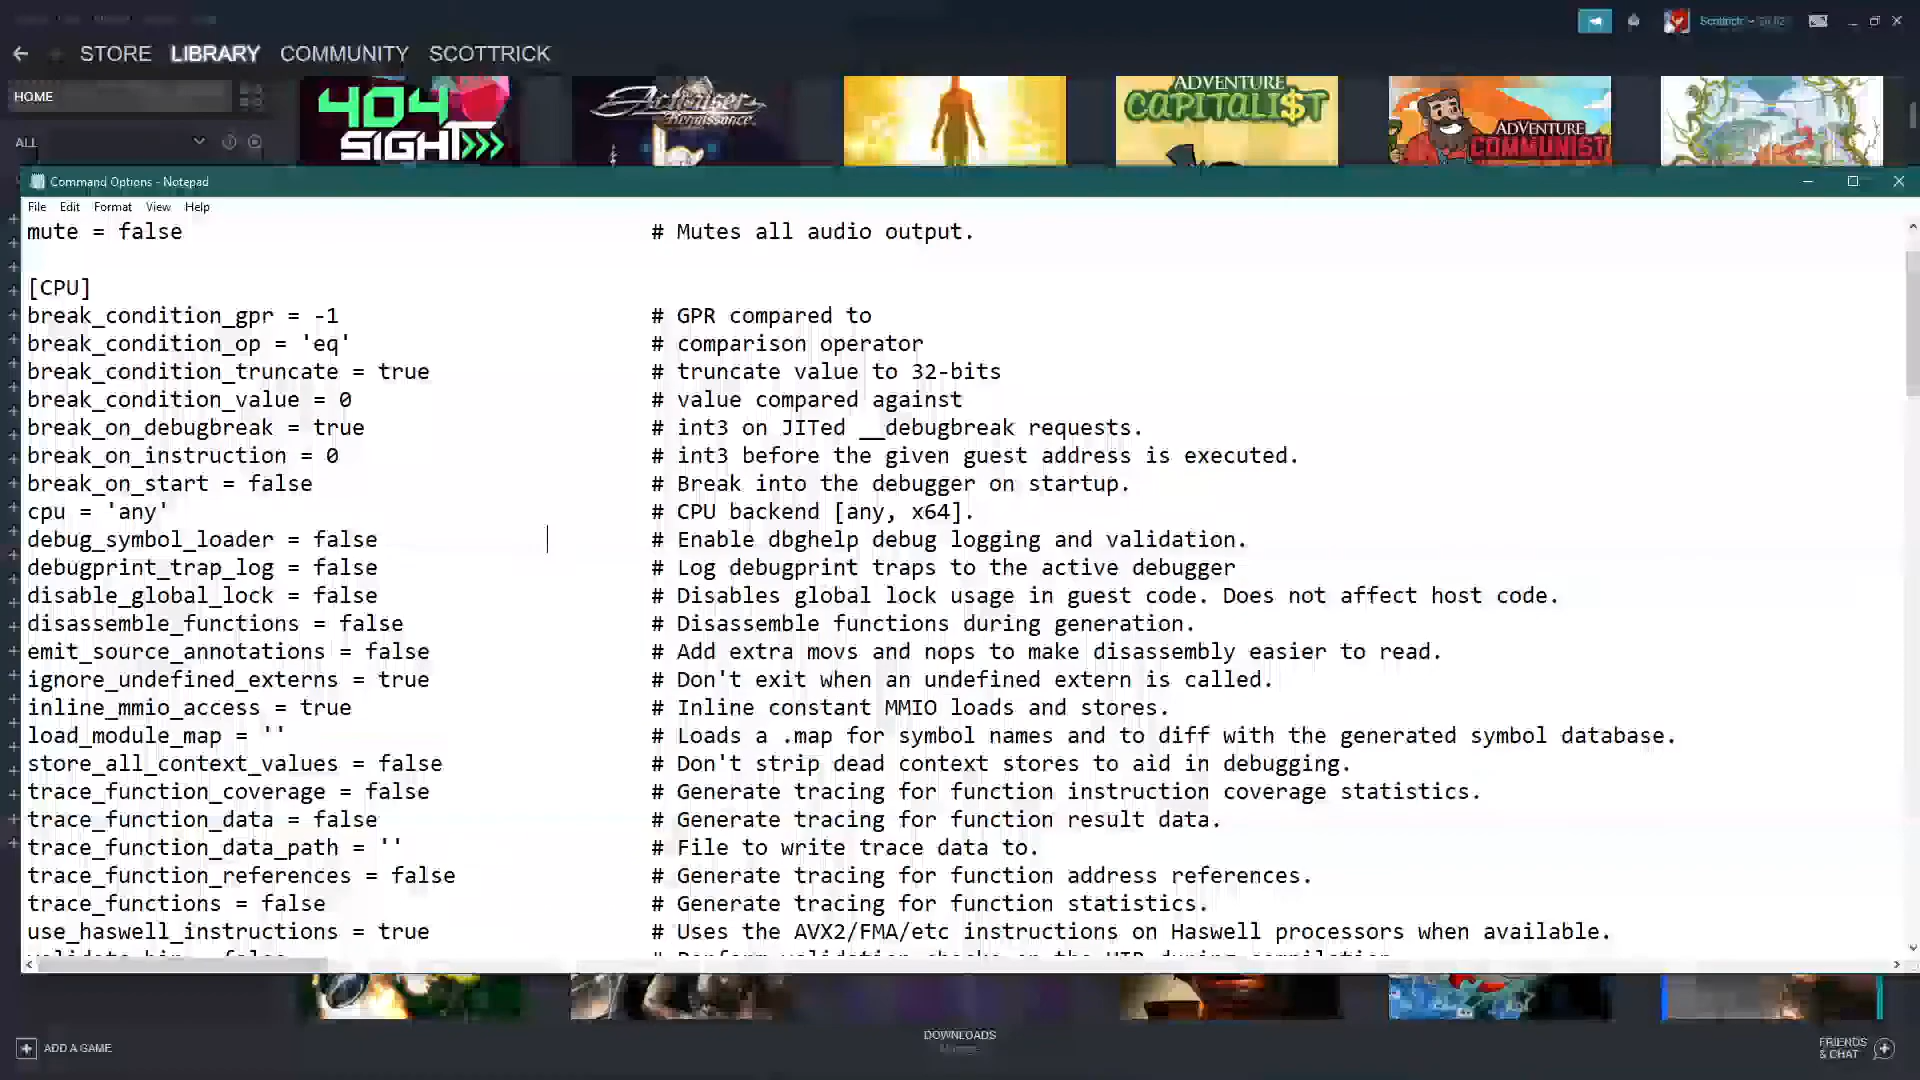 STORE LIBRARY COMMUNITY SCOTTRICK
HOME
404 SIGHT
Actraiser Renaissance
ADVENTURE CAPITALI$T
ADVENTURE COMMUNIST
ALL
Command Options - Notepad
File Edit Format View Help
mute = false # Mutes all audio output.
[CPU]
break_condition_gpr = -1 # GPR compared to
break_condition_op = 'eq' # comparison operator
break_condition_truncate = true # truncate value to 32-bits
break_condition_value = 0 # value compared against
break_on_debugbreak = true # int3 on JITed __debugbreak requests.
break_on_instruction = 0 # int3 before the given guest address is executed.
break_on_start = false # Break into the debugger on startup.
cpu = 'any' # CPU backend [any, x64].
debug_symbol_loader = false # Enable dbghelp debug logging and validation.
debugprint_trap_log = false # Log debugprint traps to the active debugger
disable_global_lock = false # Disables global lock usage in guest code. Does not affect host code.
disassemble_functions = false # Disassemble functions during generation.
emit_source_annotations = false # Add extra movs and nops to make disassembly easier to read.
ignore_undefined_externs = true # Don't exit when an undefined extern is called.
inline_mmio_access = true # Inline constant MMIO loads and stores.
load_module_map = '' # Loads a .map for symbol names and to diff with the generated symbol database.
store_all_context_values = false # Don't strip dead context stores to aid in debugging.
trace_function_coverage = false # Generate tracing for function instruction coverage statistics.
trace_function_data = false # Generate tracing for function result data.
trace_function_data_path = '' # File to write trace data to.
trace_function_references = false # Generate tracing for function address references.
trace_functions = false # Generate tracing for function statistics.
use_haswell_instructions = true # Uses the AVX2/FMA/etc instructions on Haswell processors when available.
ADD A GAME
DOWNLOADS
FRIENDS
& CHAT